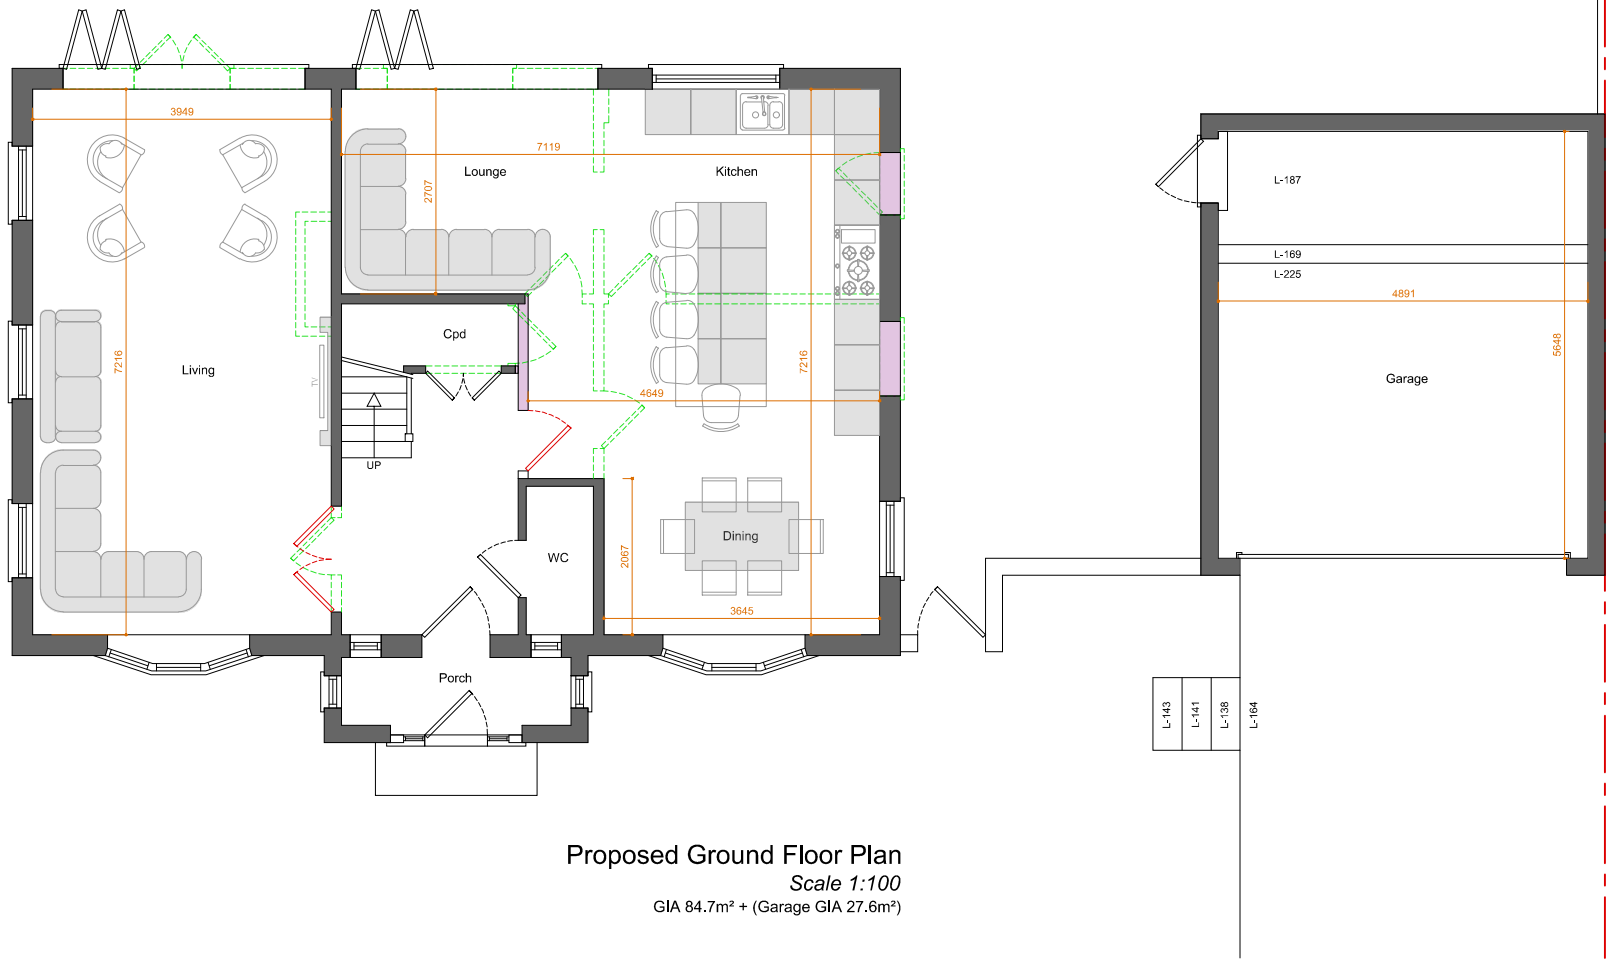 3949
7119
Lounge
Kitchen
2707
L-187
L-169
L-225
4891
5648
Cpd
Living
7216
TV
7216
4649
Garage
UP
Dining
WC
2067
3645
Porch
L-143
L-141
L-138
L-164
Proposed Ground Floor Plan
Scale 1:100
GIA 84.7m² + (Garage GIA 27.6m²)